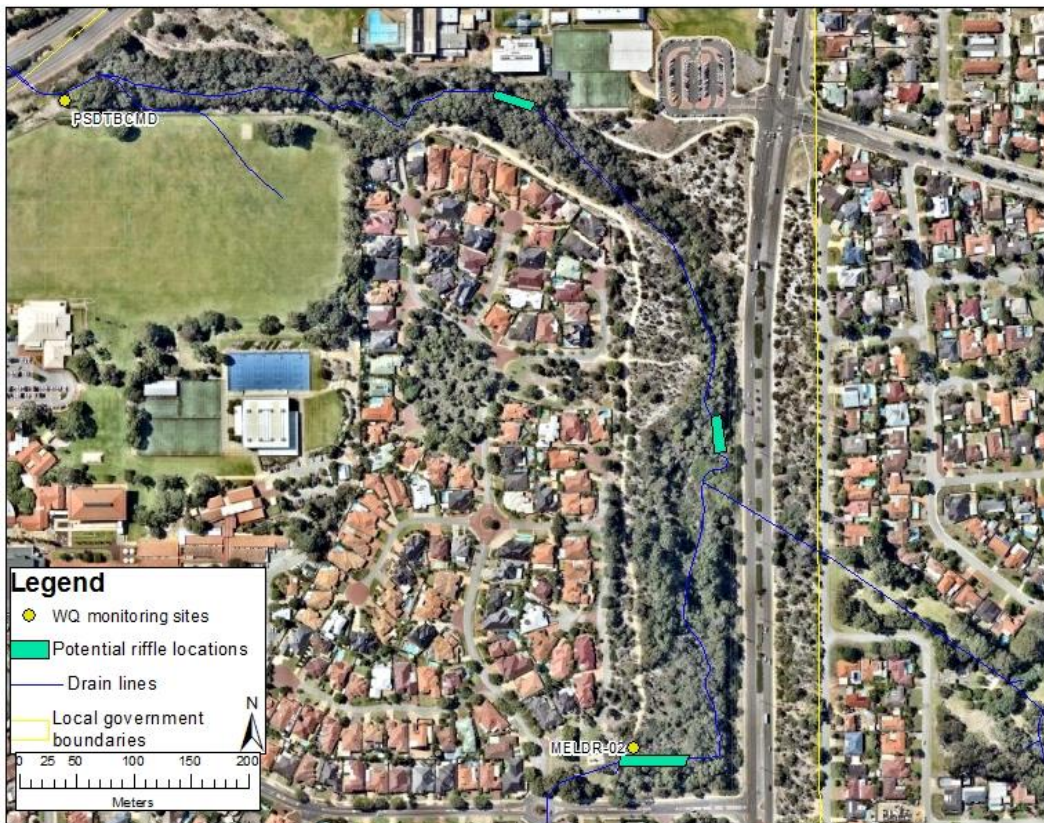 PSDTBCMD
MELDR-02
Legend
WQ monitoring sites
Potential riffle locations
Drain lines
Local government
boundaries
N
0 25 50 100 150 200
Meters